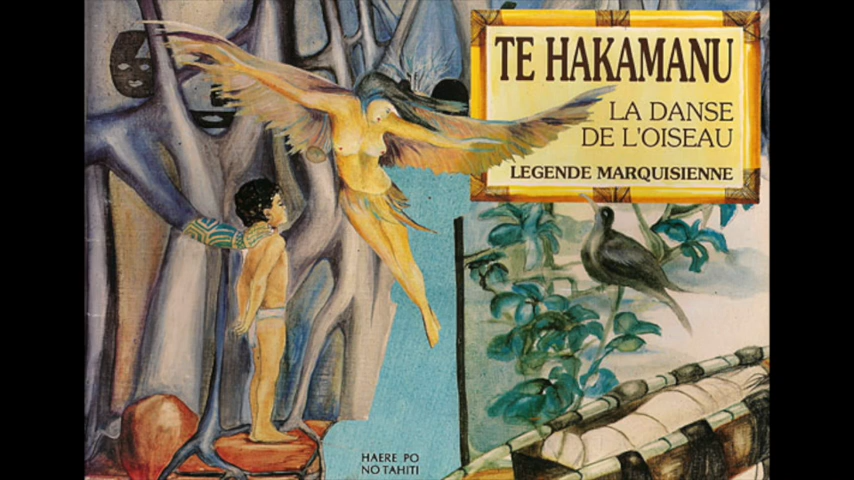 TE HAKAMANU
LA DANSE
DE L'OISEAU
LEGENDE MARQUISIENNE
HAERE PO
NO TAHITI